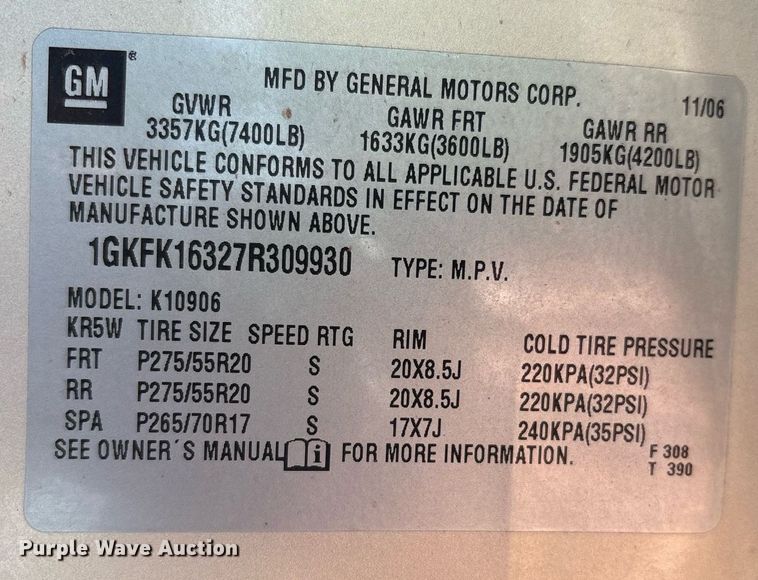 GM®
MFD BY GENERAL MOTORS CORP. 11/06
GVWR GAWR FRT GAWR RR
3357KG(7400LB) 1633KG(3600LB) 1905KG(4200LB)
THIS VEHICLE CONFORMS TO ALL APPLICABLE U.S. FEDERAL MOTOR
VEHICLE SAFETY STANDARDS IN EFFECT ON THE DATE OF
MANUFACTURE SHOWN ABOVE.
1GKFK16327R309930 TYPE: M.P.V.
MODEL: K10906
KR5W TIRE SIZE SPEED RTG RIM COLD TIRE PRESSURE
FRT P275/55R20 S 20X8.5J 220KPA(32PSI)
RR P275/55R20 S 20X8.5J 220KPA(32PSI)
SPA P265/70R17 S 17X7J 240KPA(35PSI)
SEE OWNER´S MANUAL i FOR MORE INFORMATION. F 308
T 390
Purple Wave Auction